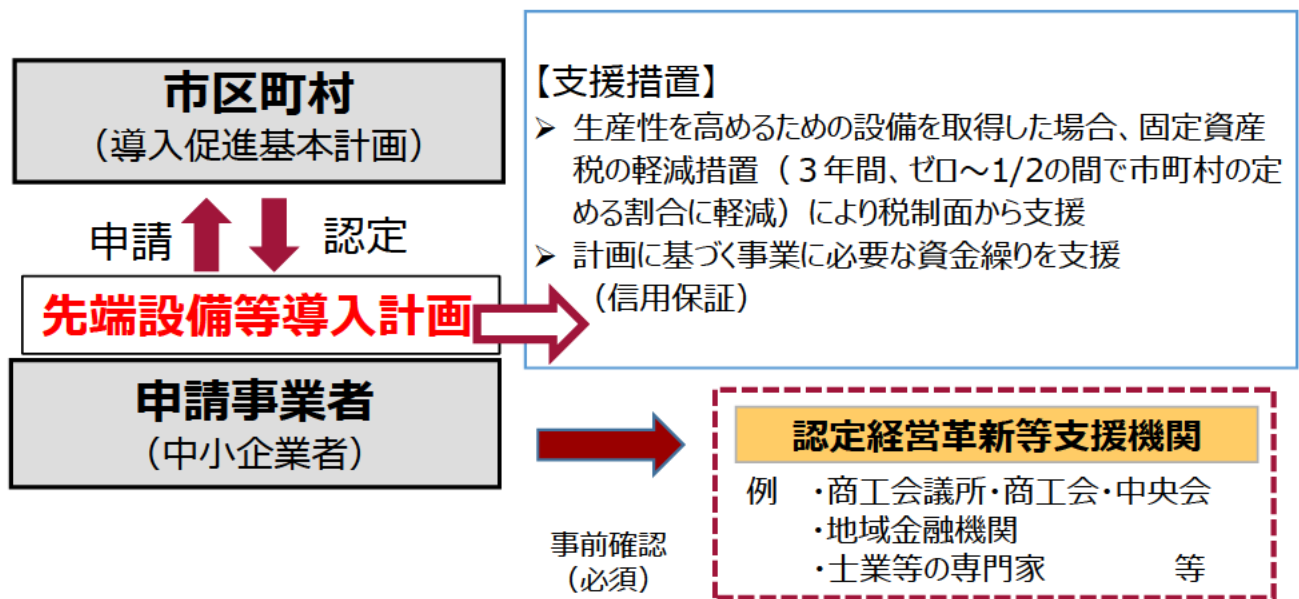 市区町村
（導入促進基本計画）
申請
認定
先端設備等導入計画
申請事業者
（中小企業者）
【支援措置】
➢ 生産性を高めるための設備を取得した場合、固定資産
税の軽減措置（３年間、ゼロ～1/2の間で市町村の定
める割合に軽減）により税制面から支援
➢ 計画に基づく事業に必要な資金繰りを支援
（信用保証）
事前確認
（必須）
認定経営革新等支援機関
例 ・商工会議所・商工会・中央会
・地域金融機関
・士業等の専門家 等